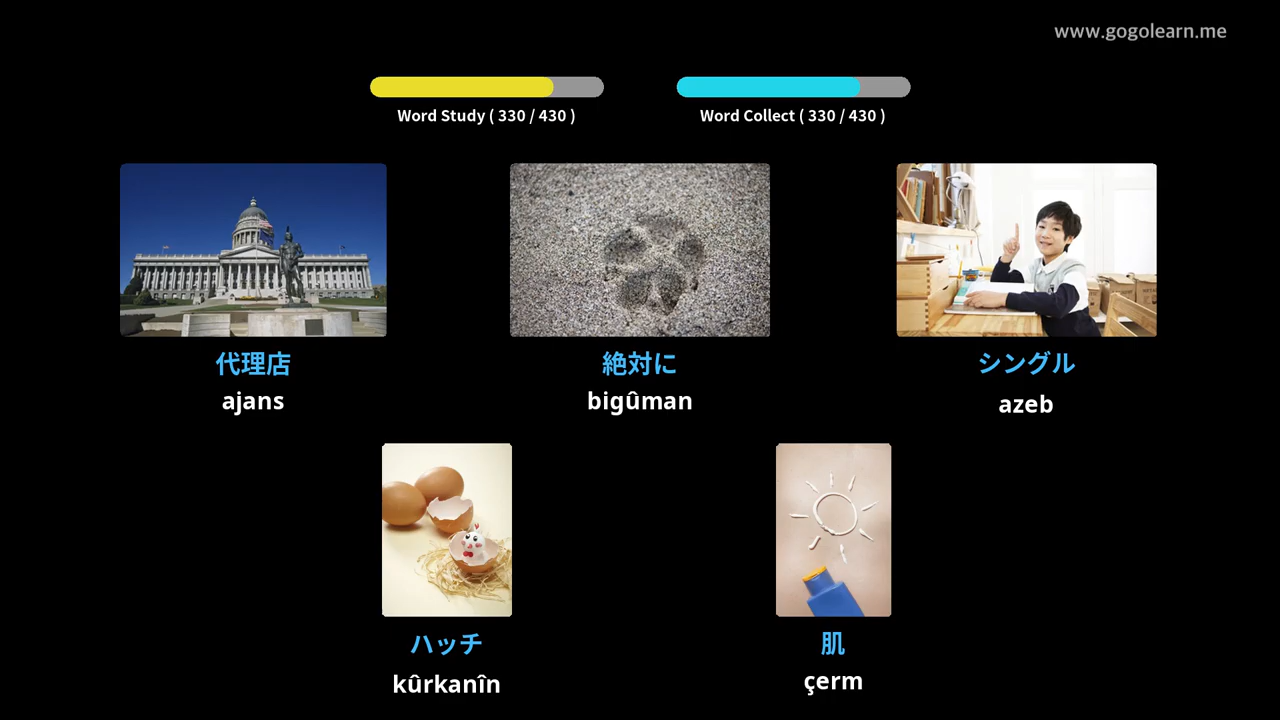 www.gogolearn.me
Word Study ( 330 / 430 )
Word Collect ( 330 / 430 )
代理店
ajans
絶対に
bigûman
シングル
azeb
ハッチ
kûrkanîn
肌
çerm